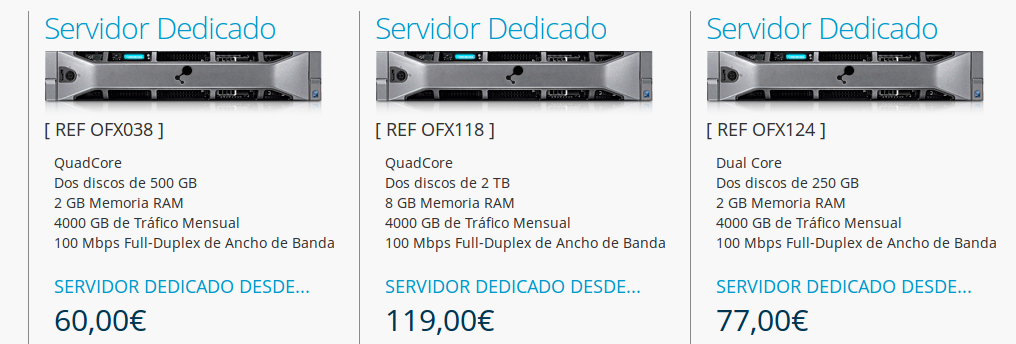 Servidor Dedicado
[ REF OFX038 ]
QuadCore
Dos discos de 500 GB
2 GB Memoria RAM
4000 GB de Tráfico Mensual
100 Mbps Full-Duplex de Ancho de Banda
SERVIDOR DEDICADO DESDE...
60,00€
Servidor Dedicado
[ REF OFX118 ]
QuadCore
Dos discos de 2 TB
8 GB Memoria RAM
4000 GB de Tráfico Mensual
100 Mbps Full-Duplex de Ancho de Banda
SERVIDOR DEDICADO DESDE...
119,00€
Servidor Dedicado
[ REF OFX124 ]
Dual Core
Dos discos de 250 GB
2 GB Memoria RAM
4000 GB de Tráfico Mensual
100 Mbps Full-Duplex de Ancho de Banda
SERVIDOR DEDICADO DESDE...
77,00€